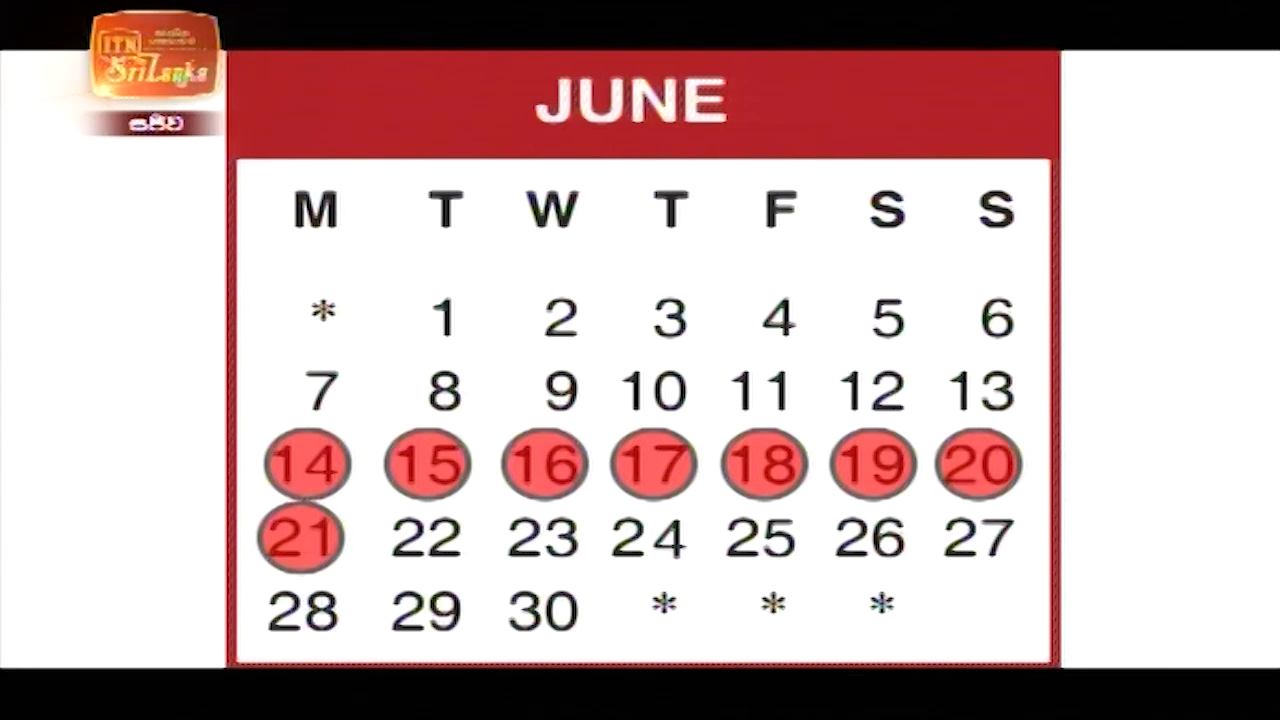 ITN
Sri Lanka
සජීවී
JUNE
M T W T F S S
* 1 2 3 4 5 6
7 8 9 10 11 12 13
14 15 16 17 18 19 20
21 22 23 24 25 26 27
28 29 30 * * *